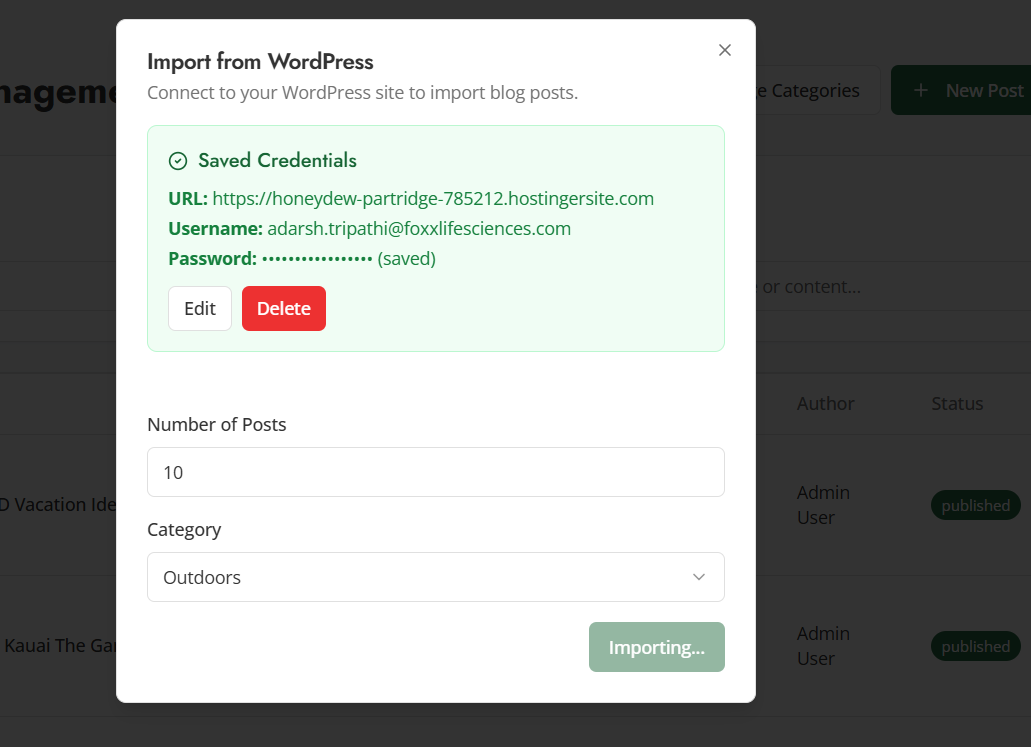 Import from WordPress
Connect to your WordPress site to import blog posts.
Saved Credentials
URL: https://honeydew-partridge-785212.hostingersite.com
Username: adarsh.tripathi@foxxlifesciences.com
Password: ••••••••••••••••• (saved)
Edit Delete
Number of Posts
10
Category
Outdoors
Importing...
Categories
+ New Post
or content...
Author Status
D Vacation Ide
Admin
User
published
Kauai The Gar
Admin
User
published